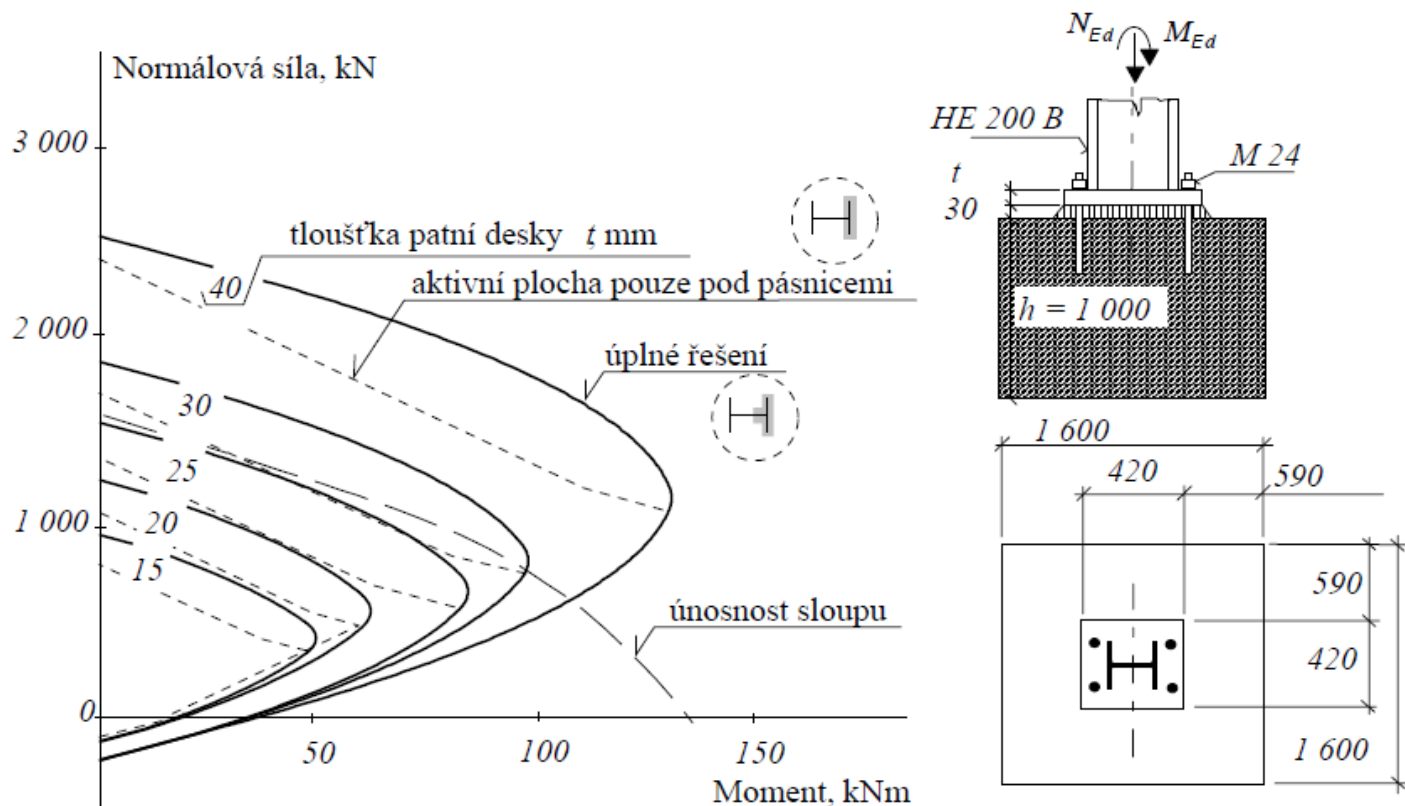 Normálová síla, kN
3 000
2 000
1 000
0
tloušťka patní desky t, mm
aktivní plocha pouze pod pásnicemi
úplné řešení
únosnost sloupu
40
30
25
20
15
50
100
150
Moment, kNm
N_Ed
M_Ed
HE 200 B
M 24
t
30
h = 1 000
1 600
420
590
590
420
1 600